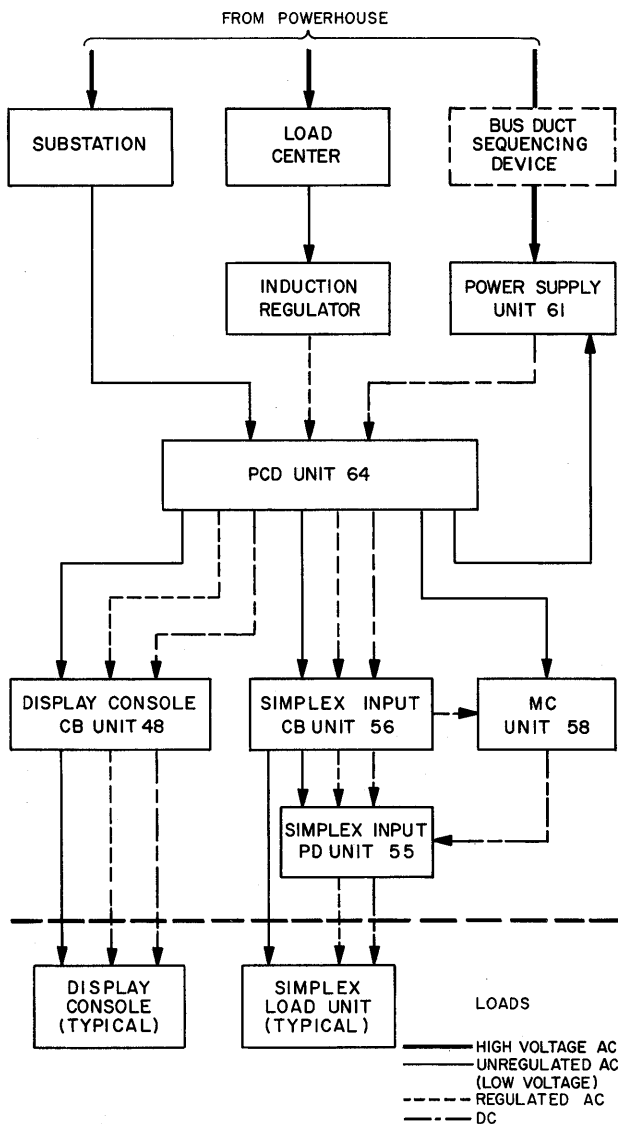 FROM POWERHOUSE
SUBSTATION
LOAD
CENTER
BUS DUCT
SEQUENCING
DEVICE
INDUCTION
REGULATOR
POWER SUPPLY
UNIT 61
PCD UNIT 64
DISPLAY CONSOLE
CB UNIT 48
SIMPLEX INPUT
CB UNIT 56
MC
UNIT 58
SIMPLEX INPUT
PD UNIT 55
DISPLAY
CONSOLE
(TYPICAL)
SIMPLEX
LOAD UNIT
(TYPICAL)
LOADS
HIGH VOLTAGE AC
UNREGULATED AC
(LOW VOLTAGE)
REGULATED AC
DC